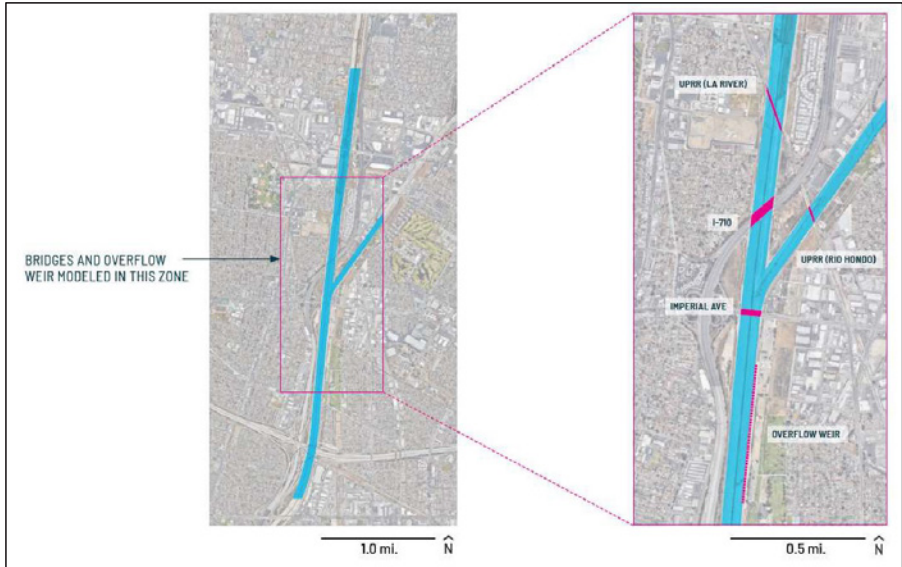 UPRR (LA RIVER)
I-710
BRIDGES AND OVERFLOW
WEIR MODELED IN THIS ZONE
UPRR (RIO HONDO)
IMPERIAL AVE
OVERFLOW WEIR
1.0 mi.
N
0.5 mi.
N